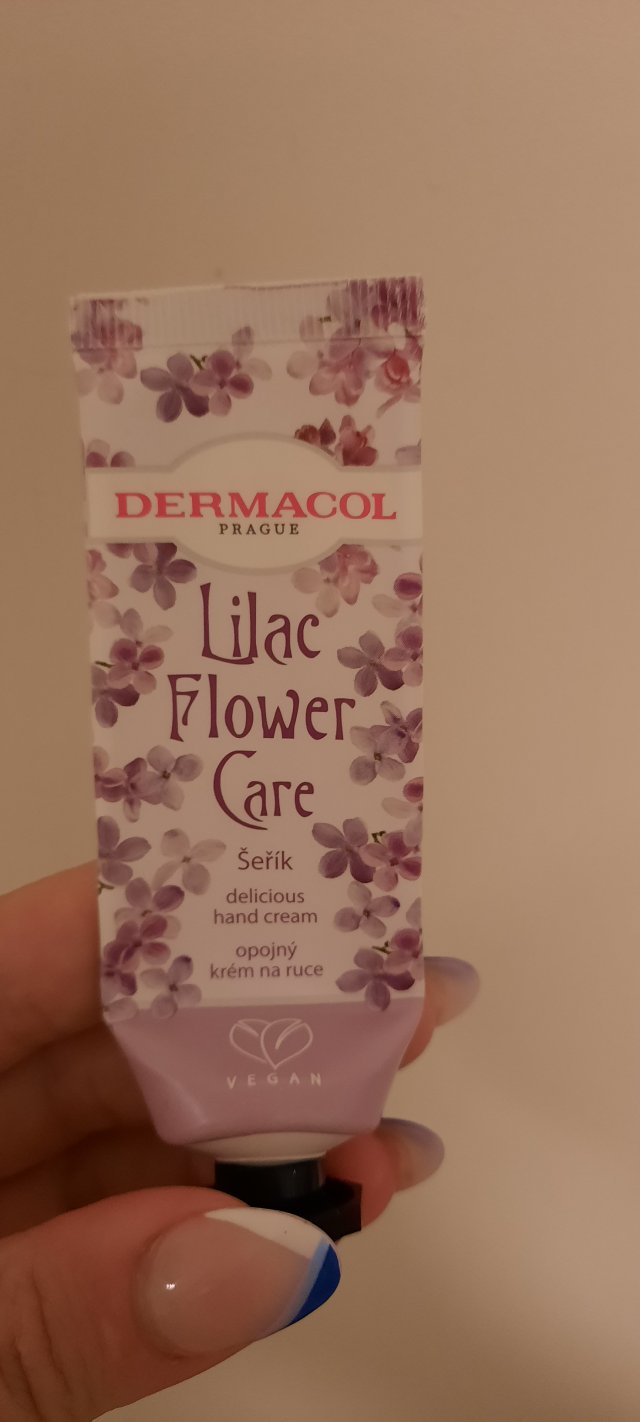 DERMACOL
PRAGUE
Lilac
Flower
Care
Šeřík
delicious
hand cream
opojný
krém na ruce
VEGAN